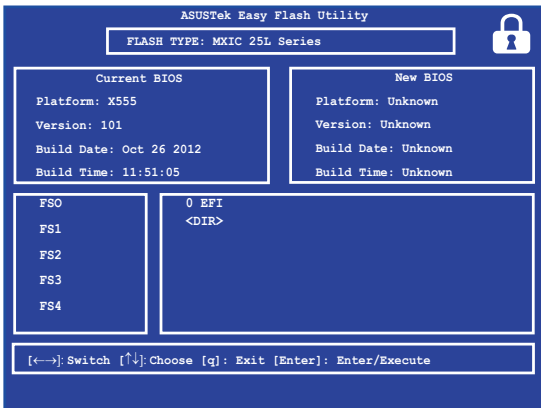 ASUSTek Easy Flash Utility
FLASH TYPE: MXIC 25L Series
Current BIOS
Platform: X555
Version: 101
Build Date: Oct 26 2012
Build Time: 11:51:05
New BIOS
Platform: Unknown
Version: Unknown
Build Date: Unknown
Build Time: Unknown
FSO
FS1
FS2
FS3
FS4
0 EFI
<DIR>
[←→]: Switch [↑↓]: Choose [q]: Exit [Enter]: Enter/Execute